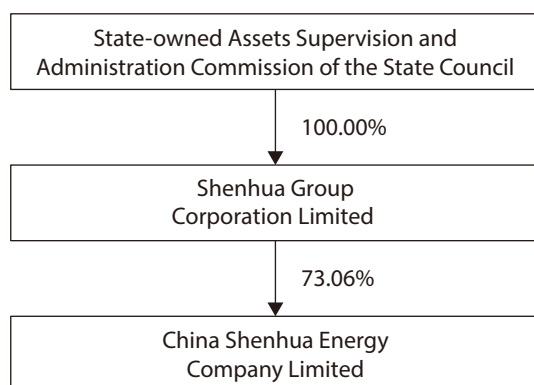 State-owned Assets Supervision and
Administration Commission of the State Council
100.00%
Shenhua Group
Corporation Limited
73.06%
China Shenhua Energy
Company Limited